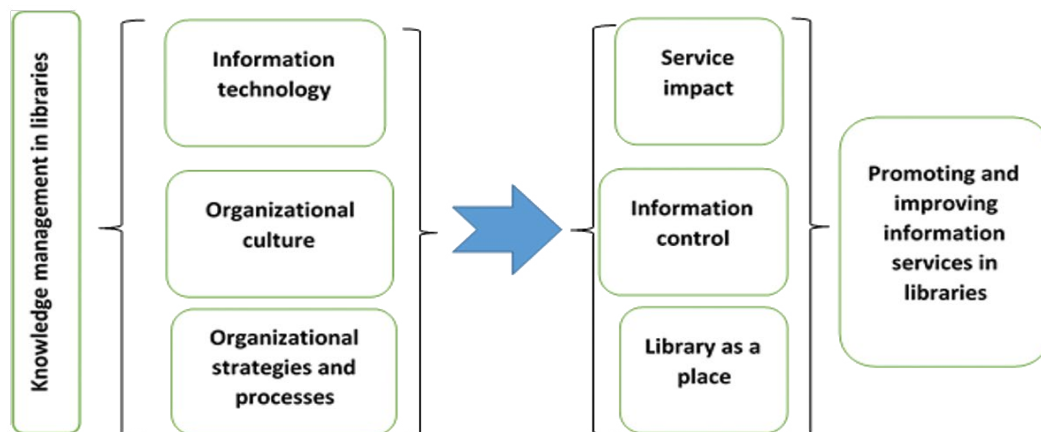 Knowledge management in libraries
Information
technology
Organizational
culture
Organizational
strategies and
processes
Service
impact
Information
control
Library as a
place
Promoting and
improving
information
services in
libraries